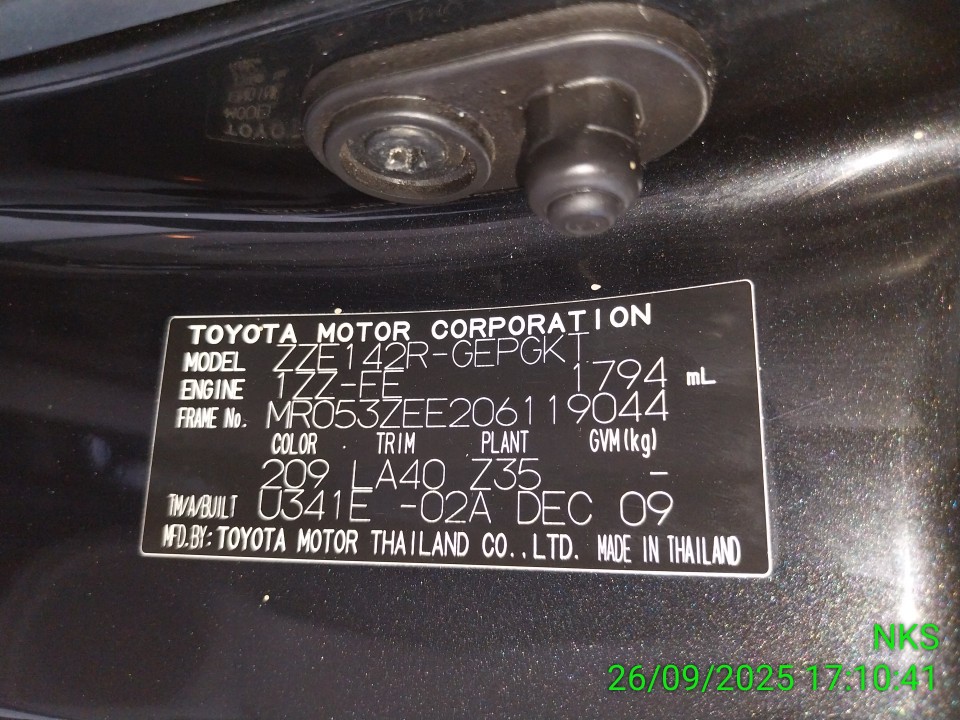 TOYOTA MOTOR CORPORATION
MODEL ZZE142R-GEPGKT
ENGINE 1ZZ-FE 1794 mL
FRAME No. MR053ZEE206119044
COLOR TRIM PLANT GVM(kg)
209 LA40 Z35 -
TM/A/BUILT U341E -02A DEC 09
MFD.BY: TOYOTA MOTOR THAILAND CO.,LTD. MADE IN THAILAND
NKS
26/09/2025 17:10:41